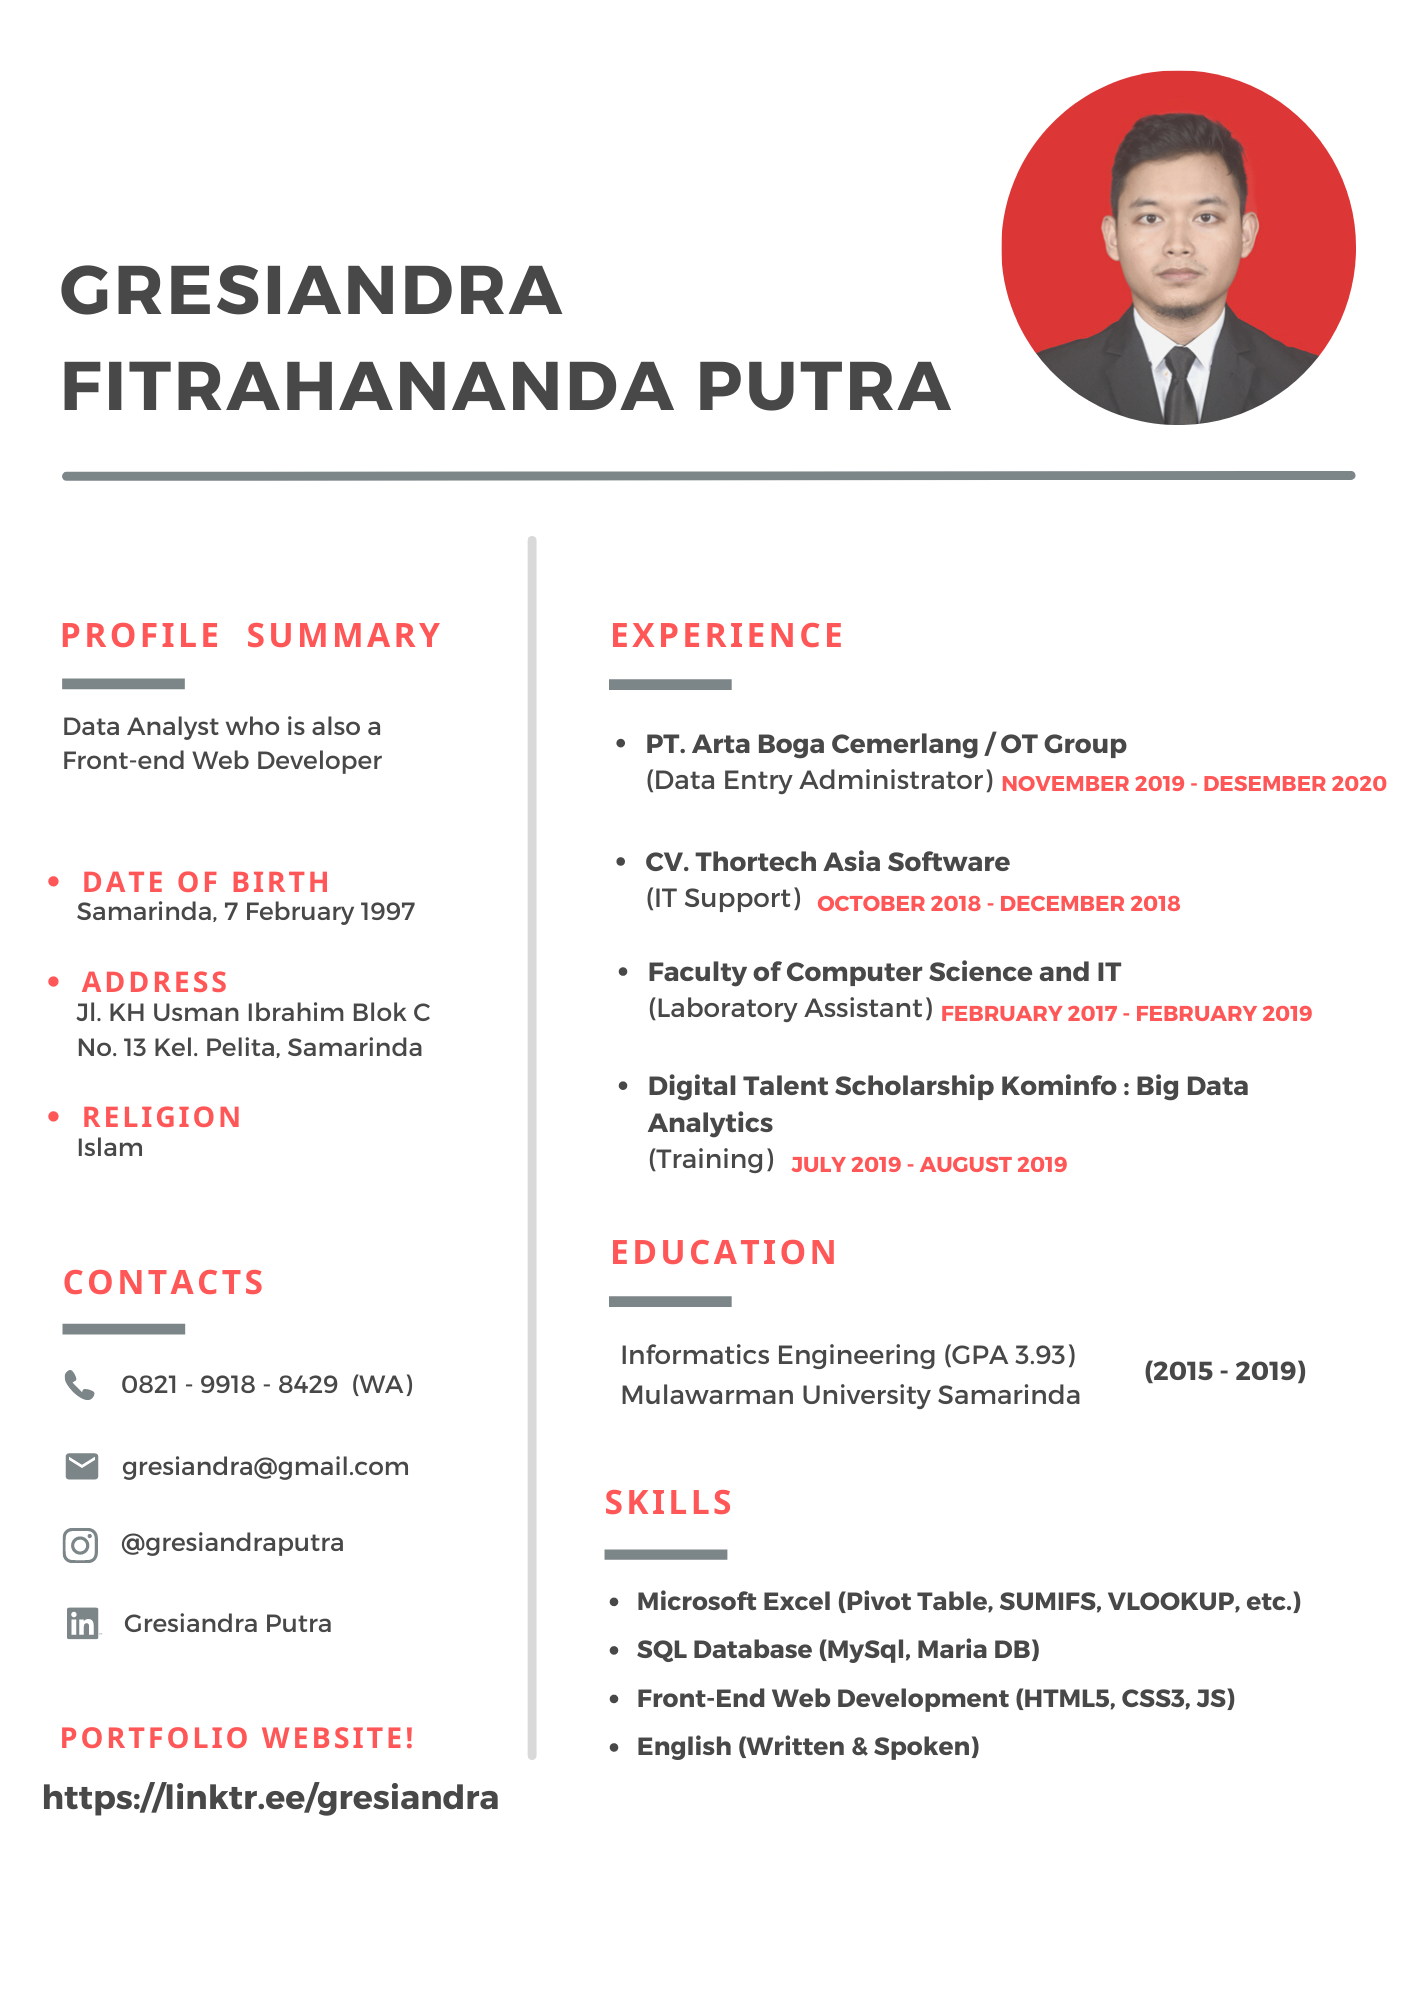 GRESIANDRA
FITRAHANANDA PUTRA
PROFILE SUMMARY
Data Analyst who is also a
Front-end Web Developer
• DATE OF BIRTH
Samarinda, 7 February 1997
• ADDRESS
Jl. KH Usman Ibrahim Blok C
No. 13 Kel. Pelita, Samarinda
• RELIGION
Islam
CONTACTS
0821 - 9918 - 8429 (WA)
gresiandra@gmail.com
@gresiandraputra
Gresiandra Putra
PORTFOLIO WEBSITE!
https://linktr.ee/gresiandra
EXPERIENCE
• PT. Arta Boga Cemerlang / OT Group
(Data Entry Administrator) NOVEMBER 2019 - DESEMBER 2020
• CV. Thortech Asia Software
(IT Support) OCTOBER 2018 - DECEMBER 2018
• Faculty of Computer Science and IT
(Laboratory Assistant) FEBRUARY 2017 - FEBRUARY 2019
• Digital Talent Scholarship Kominfo : Big Data
Analytics
(Training) JULY 2019 - AUGUST 2019
EDUCATION
Informatics Engineering (GPA 3.93)
Mulawarman University Samarinda
(2015 - 2019)
SKILLS
• Microsoft Excel (Pivot Table, SUMIFS, VLOOKUP, etc.)
• SQL Database (MySql, Maria DB)
• Front-End Web Development (HTML5, CSS3, JS)
• English (Written & Spoken)